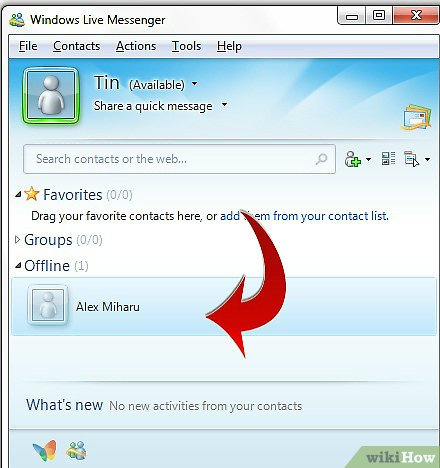 Windows Live Messenger
File Contacts Actions Tools Help
Tin (Available)
Share a quick message
Search contacts or the web...
Favorites (0/0)
Drag your favorite contacts here, or add them from your contact list.
Groups (0/0)
Offline (1)
Alex Miharu
What's new No new activities from your contacts
wikiHow